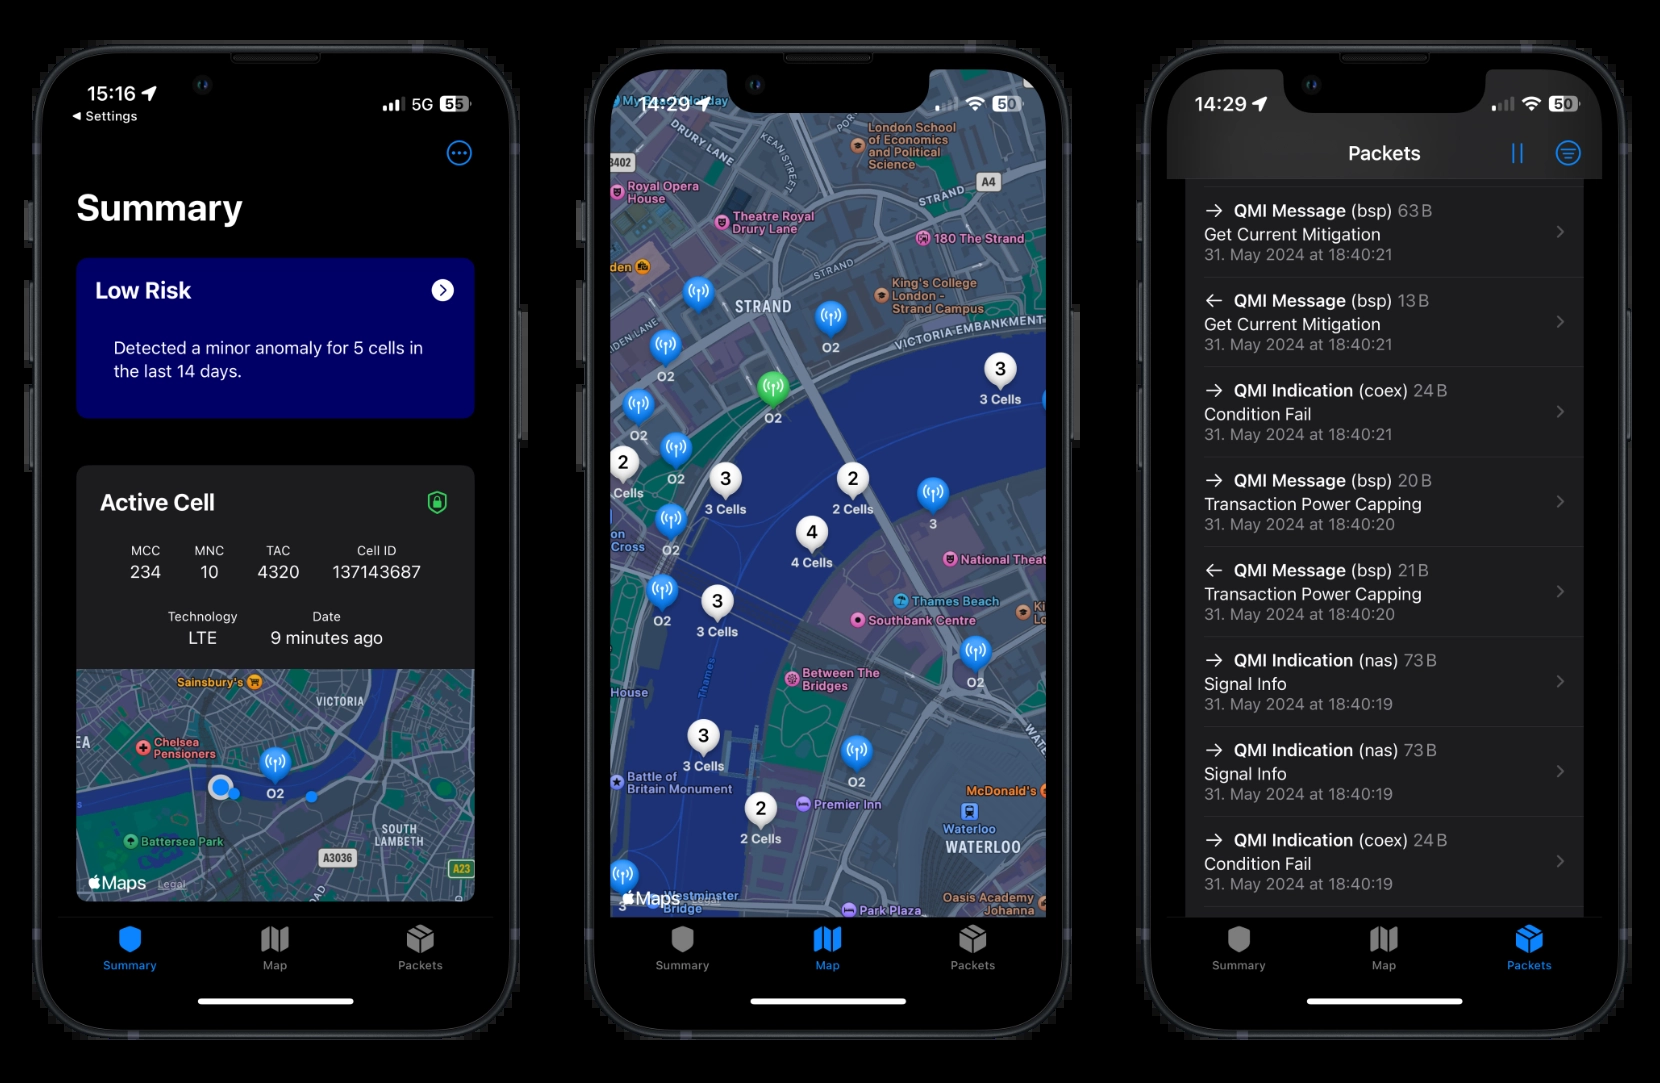 15:16
5G 55
◀ Settings
Summary
Low Risk
Detected a minor anomaly for 5 cells in
the last 14 days.
Active Cell
MCC MNC TAC Cell ID
234 10 4320 137143687
Technology Date
LTE 9 minutes ago
Sainsbury's
VICTORIA
EA
Chelsea
Pensioners
O2
Battersea Park
SOUTH
LAMBETH
A3036
A23
Maps Legal
Summary Map Packets
14:29
50
DRURY LANE
KEAN STREET
London School
of Economics
and Political
Science
Royal Opera
House
A4
STRAND
Theatre Royal
Drury Lane
180 The Strand
STRAND
King's College
London -
Strand Campus
STRAND
O2
VICTORIA EMBANKMENT
O2
O2
3
3 Cells
O2
O2
2
Cells
3
3 Cells
2
2 Cells
3
4
4 Cells
Cross
O2
National Theat
3
3 Cells
O2
Thames Beach
Southbank Centre
Thames
Between The
Bridges
O2
House
3
3 Cells
O2
Battle of
Britain Monument
McDonald's
2
2 Cells
Premier Inn
Waterloo
WATERLOO
Maps
Westminster
Bridge
3
Park Plaza
Oasis Academy
Johanna
Summary Map Packets
14:29
50
Packets
→ QMI Message (bsp) 63 B
Get Current Mitigation
31. May 2024 at 18:40:21
← QMI Message (bsp) 13 B
Get Current Mitigation
31. May 2024 at 18:40:21
→ QMI Indication (coex) 24 B
Condition Fail
31. May 2024 at 18:40:21
→ QMI Message (bsp) 20 B
Transaction Power Capping
31. May 2024 at 18:40:20
← QMI Message (bsp) 21 B
Transaction Power Capping
31. May 2024 at 18:40:20
→ QMI Indication (nas) 73 B
Signal Info
31. May 2024 at 18:40:19
→ QMI Indication (nas) 73 B
Signal Info
31. May 2024 at 18:40:19
→ QMI Indication (coex) 24 B
Condition Fail
31. May 2024 at 18:40:19
Summary Map Packets